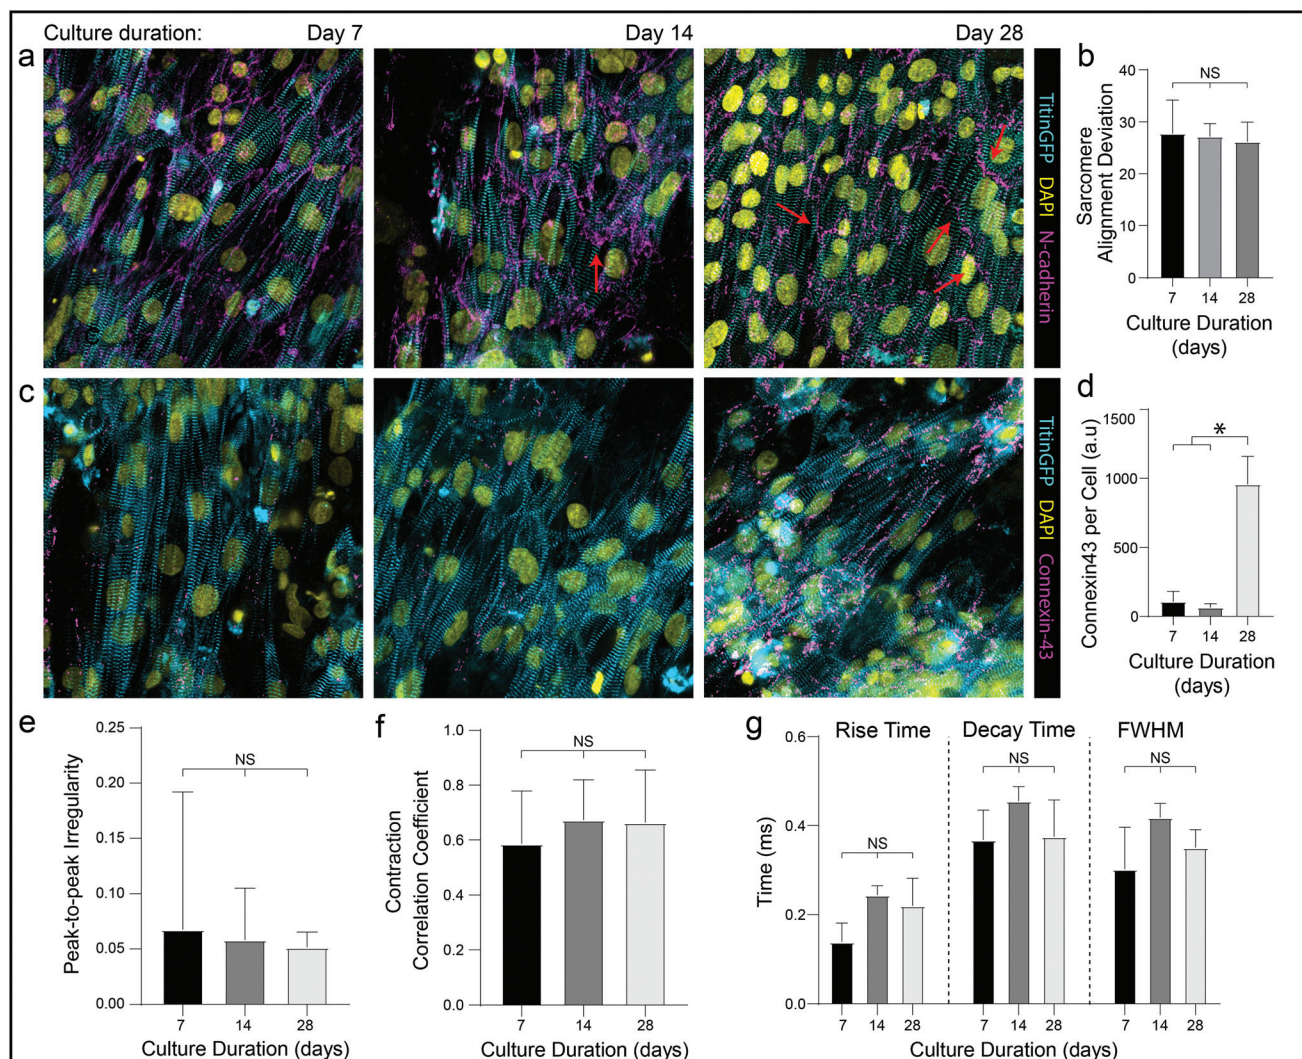 Culture duration: Day 7 Day 14 Day 28
a
TitinGFP DAPI N-cadherin
b
40
30
20
10
0
NS
Sarcomere
Alignment Deviation
7 14 28
Culture Duration
(days)
c
TitinGFP DAPI Connexin-43
d
1500
1000
500
0
*
Connexin43 per Cell (a.u)
7 14 28
Culture Duration
(days)
e
0.25
0.20
0.15
0.10
0.05
0.00
NS
Peak-to-peak Irregularity
7 14 28
Culture Duration (days)
f
1.0
0.8
0.6
0.4
0.2
0.0
NS
Contraction
Correlation Coefficient
7 14 28
Culture Duration (days)
g
Rise Time Decay Time FWHM
0.6
0.4
0.2
0.0
NS NS NS
Time (ms)
7 14 28 7 14 28 7 14 28
Culture Duration (days)